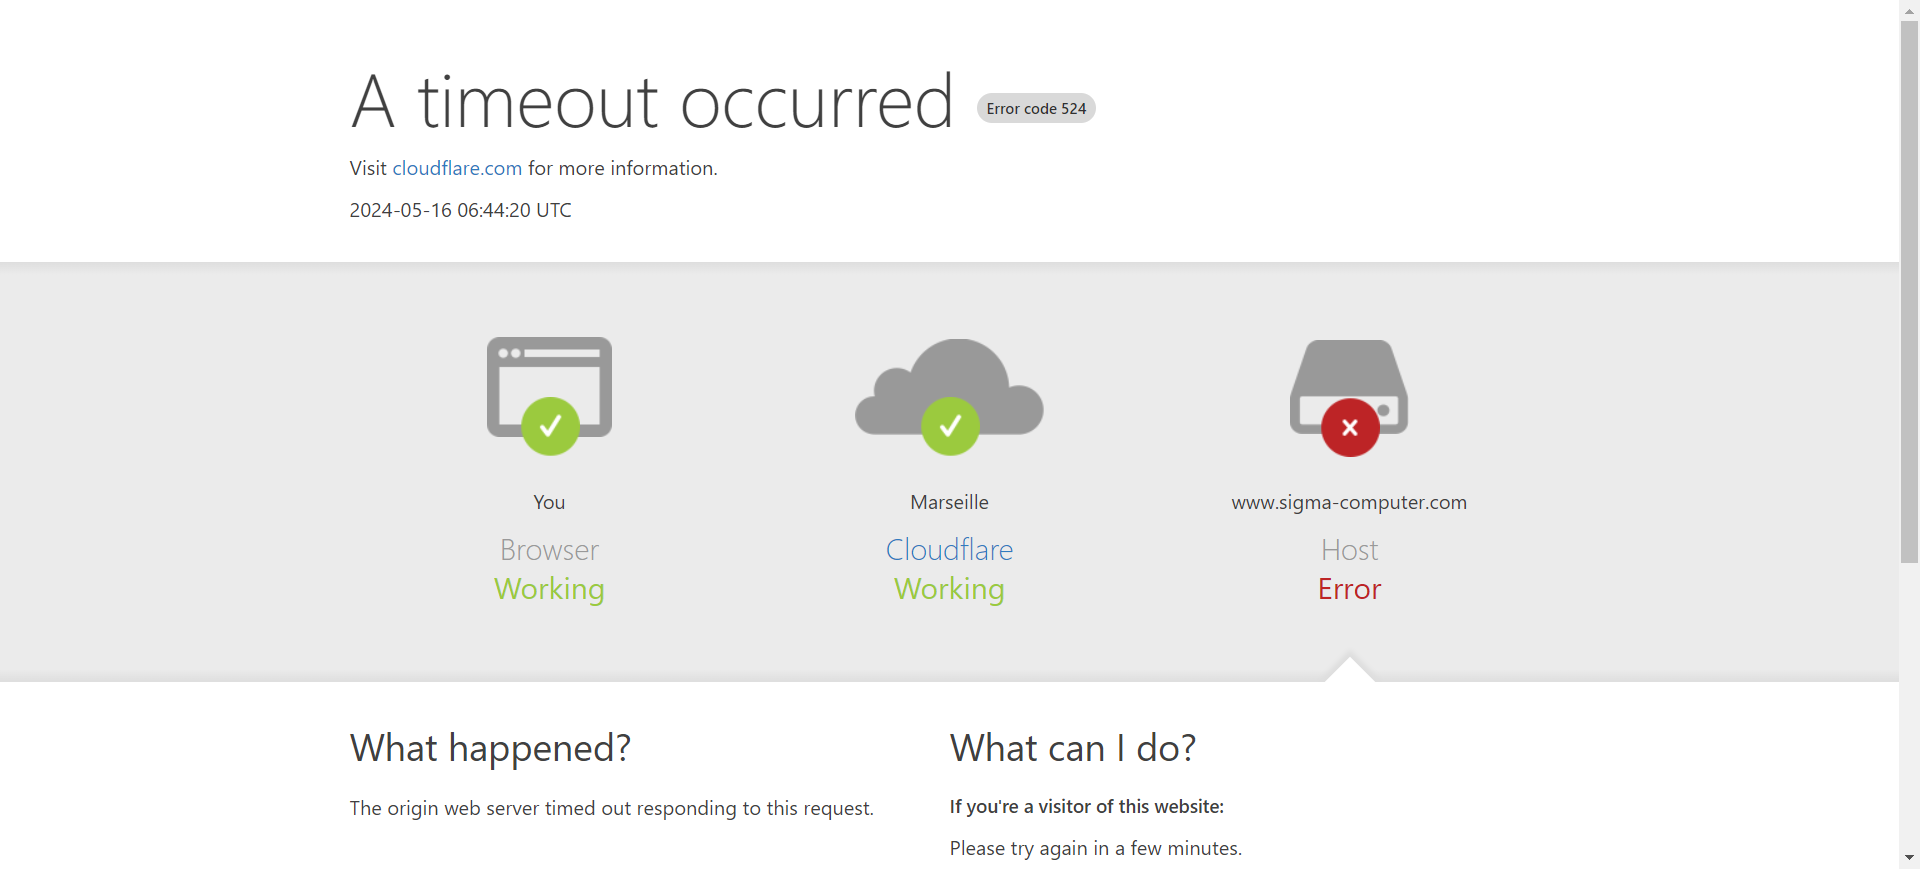 A timeout occurred Error code 524
Visit cloudflare.com for more information.
2024-05-16 06:44:20 UTC
You
Browser
Working
Marseille
Cloudflare
Working
www.sigma-computer.com
Host
Error
What happened?
The origin web server timed out responding to this request.
What can I do?
If you're a visitor of this website:
Please try again in a few minutes.